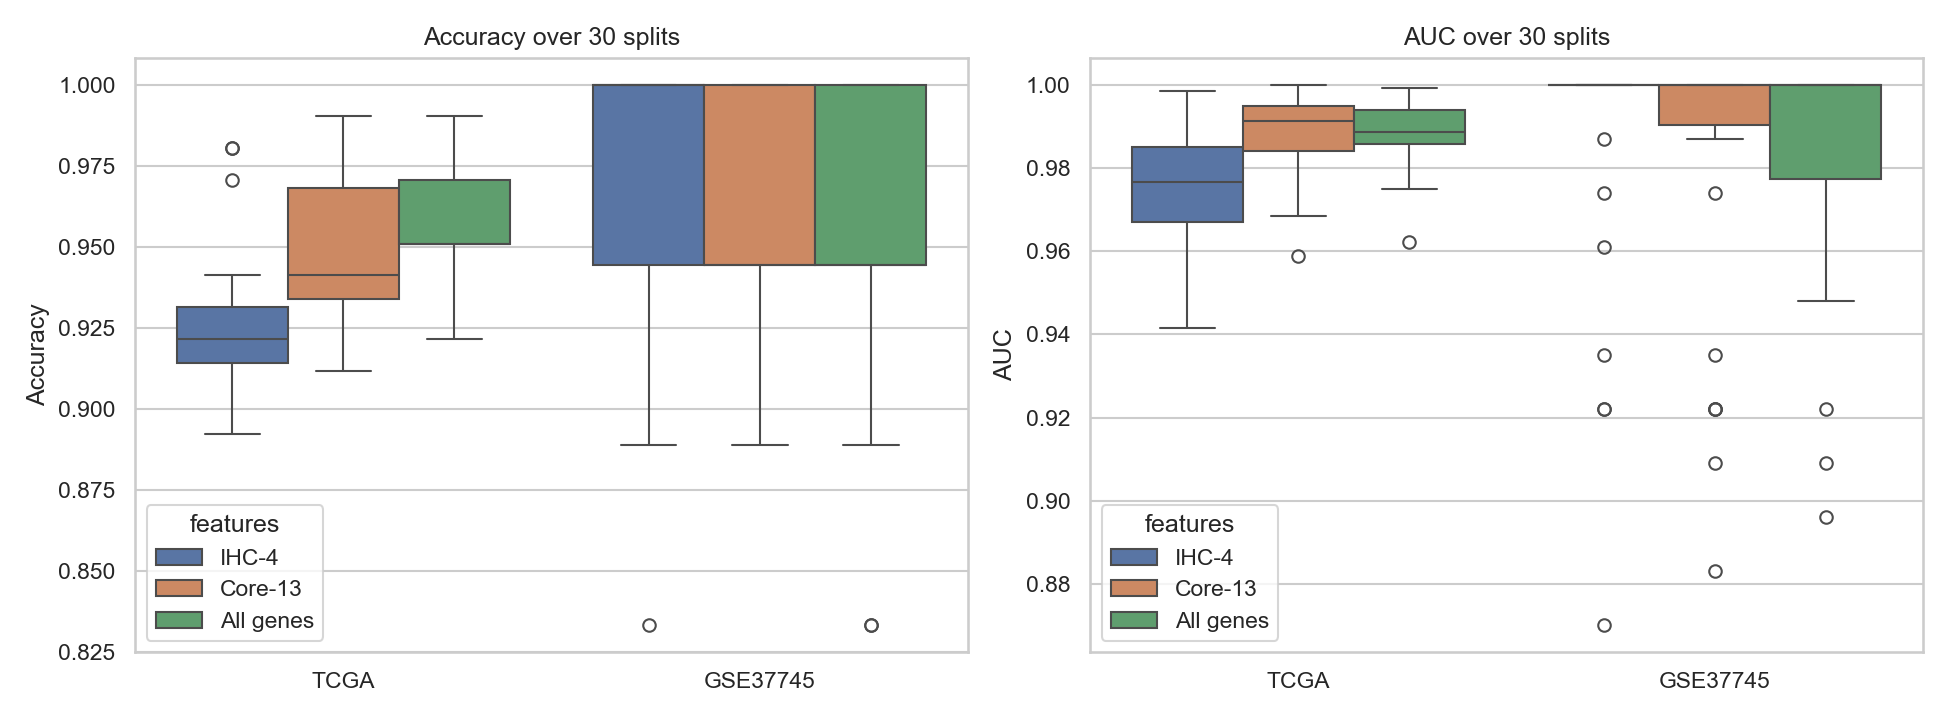 Accuracy over 30 splits
1.000
0.975
0.950
0.925
0.900
0.875
0.850
0.825
Accuracy
features
IHC-4
Core-13
All genes
TCGA
GSE37745
AUC over 30 splits
1.00
0.98
0.96
0.94
0.92
0.90
0.88
AUC
features
IHC-4
Core-13
All genes
TCGA
GSE37745